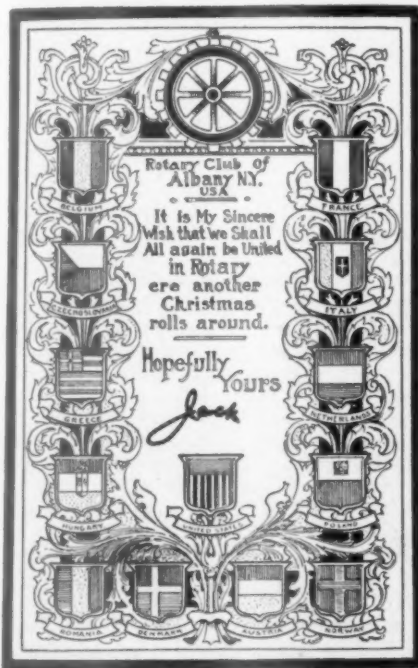 Rotary Club of
Albany N.Y.
USA
It is My Sincere
Wish that We Shall
All again be United
in Rotary
ere another
Christmas
rolls around.
Hopefully
Yours
Jack
BELGIUM
FRANCE
CZECHOSLOVAKIA
ITALY
GREECE
NETHERLANDS
HUNGARY
UNITED STATES
POLAND
ROMANIA
DENMARK
AUSTRIA
NORWAY